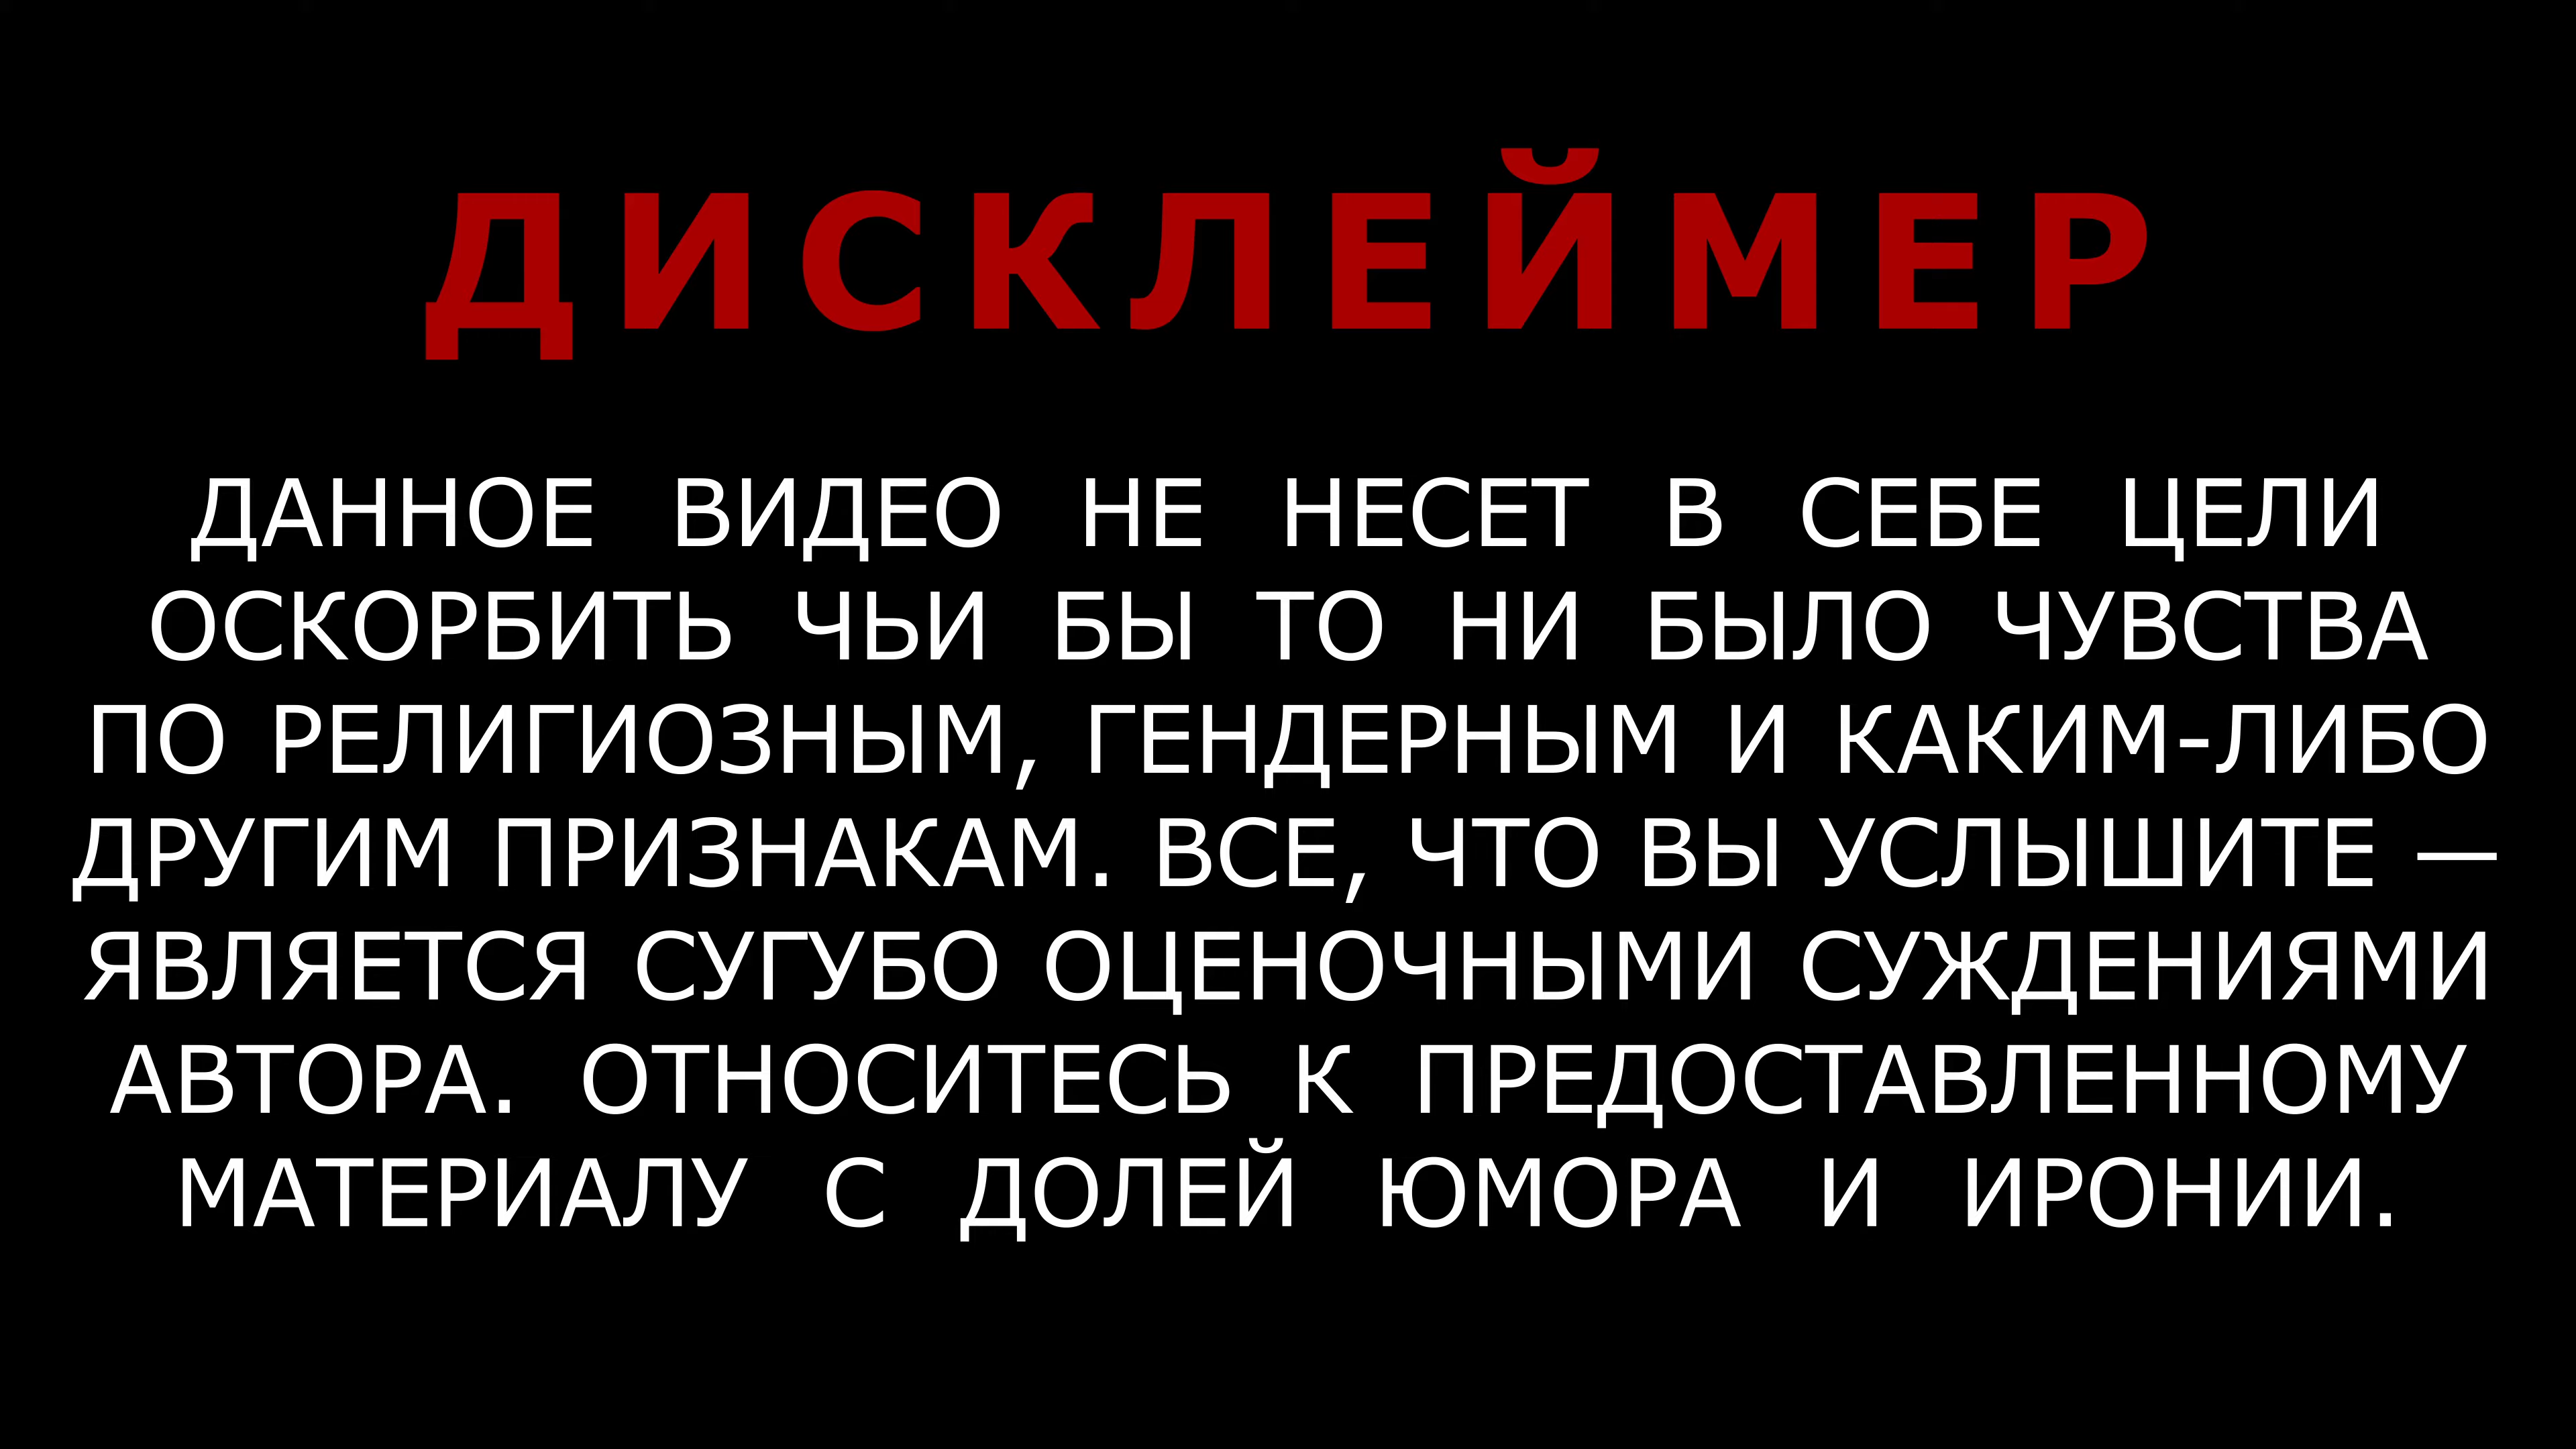 ДИСКЛЕЙМЕР
ДАННОЕ ВИДЕО НЕ НЕСЕТ В СЕБЕ ЦЕЛИ
ОСКОРБИТЬ ЧЬИ БЫ ТО НИ БЫЛО ЧУВСТВА
ПО РЕЛИГИОЗНЫМ, ГЕНДЕРНЫМ И КАКИМ-ЛИБО
ДРУГИМ ПРИЗНАКАМ. ВСЕ, ЧТО ВЫ УСЛЫШИТЕ —
ЯВЛЯЕТСЯ СУГУБО ОЦЕНОЧНЫМИ СУЖДЕНИЯМИ
АВТОРА. ОТНОСИТЕСЬ К ПРЕДОСТАВЛЕННОМУ
МАТЕРИАЛУ С ДОЛЕЙ ЮМОРА И ИРОНИИ.